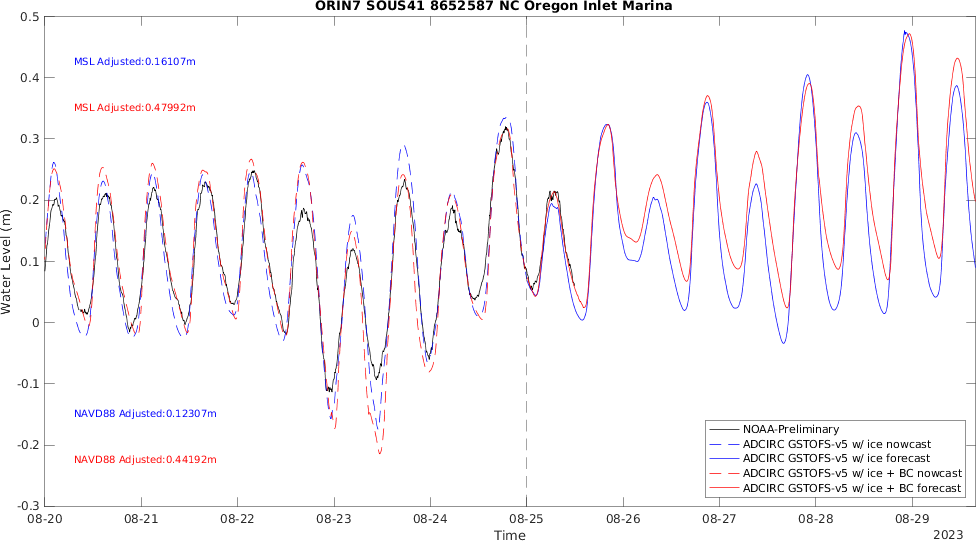 ORIN7 SOUS41 8652587 NC Oregon Inlet Marina
0.5
0.4
0.3
0.2
0.1
0
-0.1
-0.2
-0.3
Water Level (m)
MSL Adjusted:0.16107m
MSL Adjusted:0.47992m
NAVD88 Adjusted:0.12307m
NAVD88 Adjusted:0.44192m
NOAA-Preliminary
ADCIRC GSTOFS-v5 w/ ice nowcast
ADCIRC GSTOFS-v5 w/ ice forecast
ADCIRC GSTOFS-v5 w/ ice + BC nowcast
ADCIRC GSTOFS-v5 w/ ice + BC forecast
08-20 08-21 08-22 08-23 08-24 08-25 08-26 08-27 08-28 08-29
Time
2023